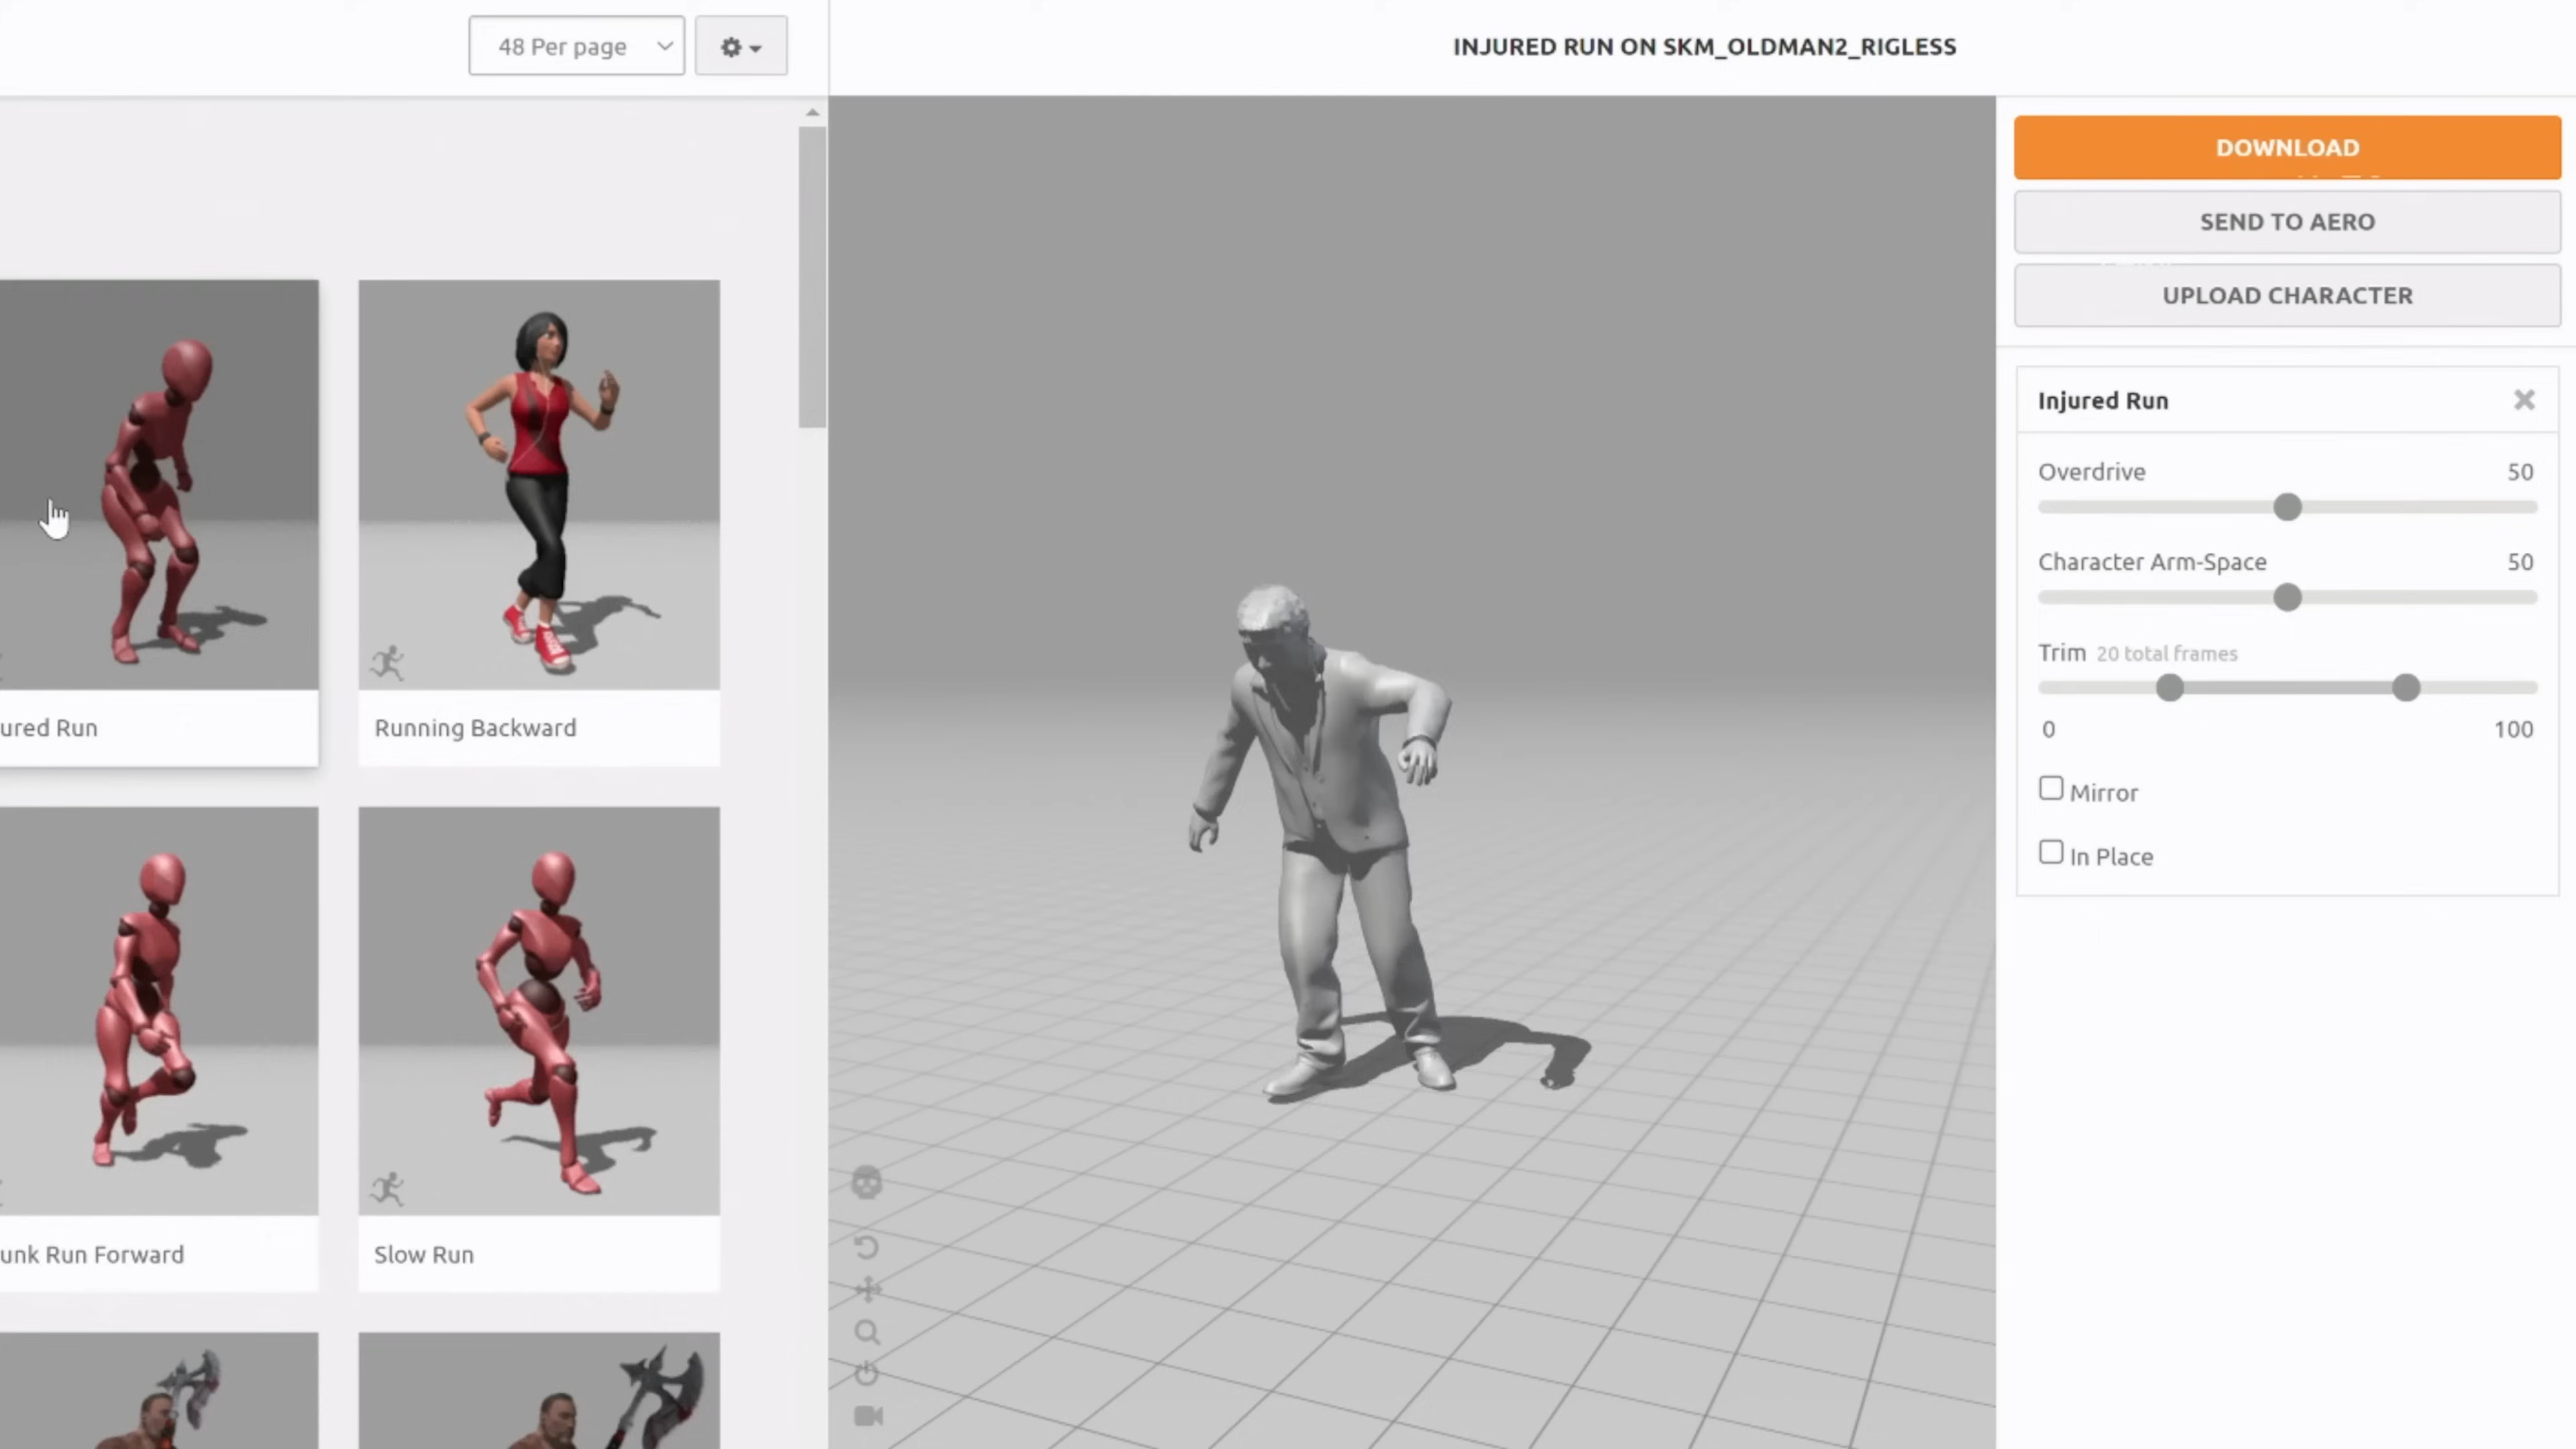 48 Per page
INJURED RUN ON SKM_OLDMAN2_RIGLESS
DOWNLOAD
SEND TO AERO
UPLOAD CHARACTER
Injured Run
Overdrive 50
Character Arm-Space 50
Trim 20 total frames
0 100
Mirror
In Place
ured Run
Running Backward
unk Run Forward
Slow Run